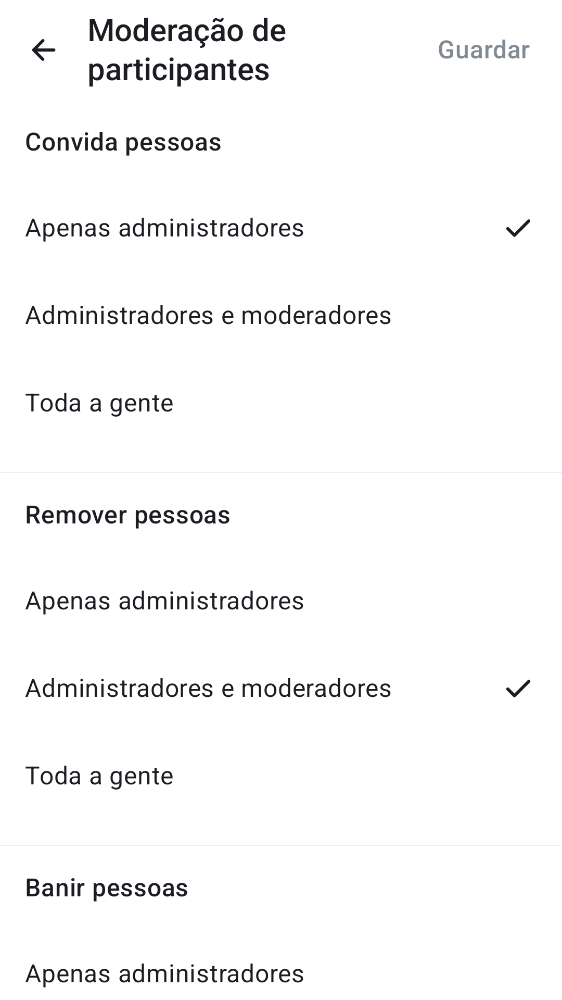 Moderação de
participantes
Guardar
Convida pessoas
Apenas administradores
Administradores e moderadores
Toda a gente
Remover pessoas
Apenas administradores
Administradores e moderadores
Toda a gente
Banir pessoas
Apenas administradores